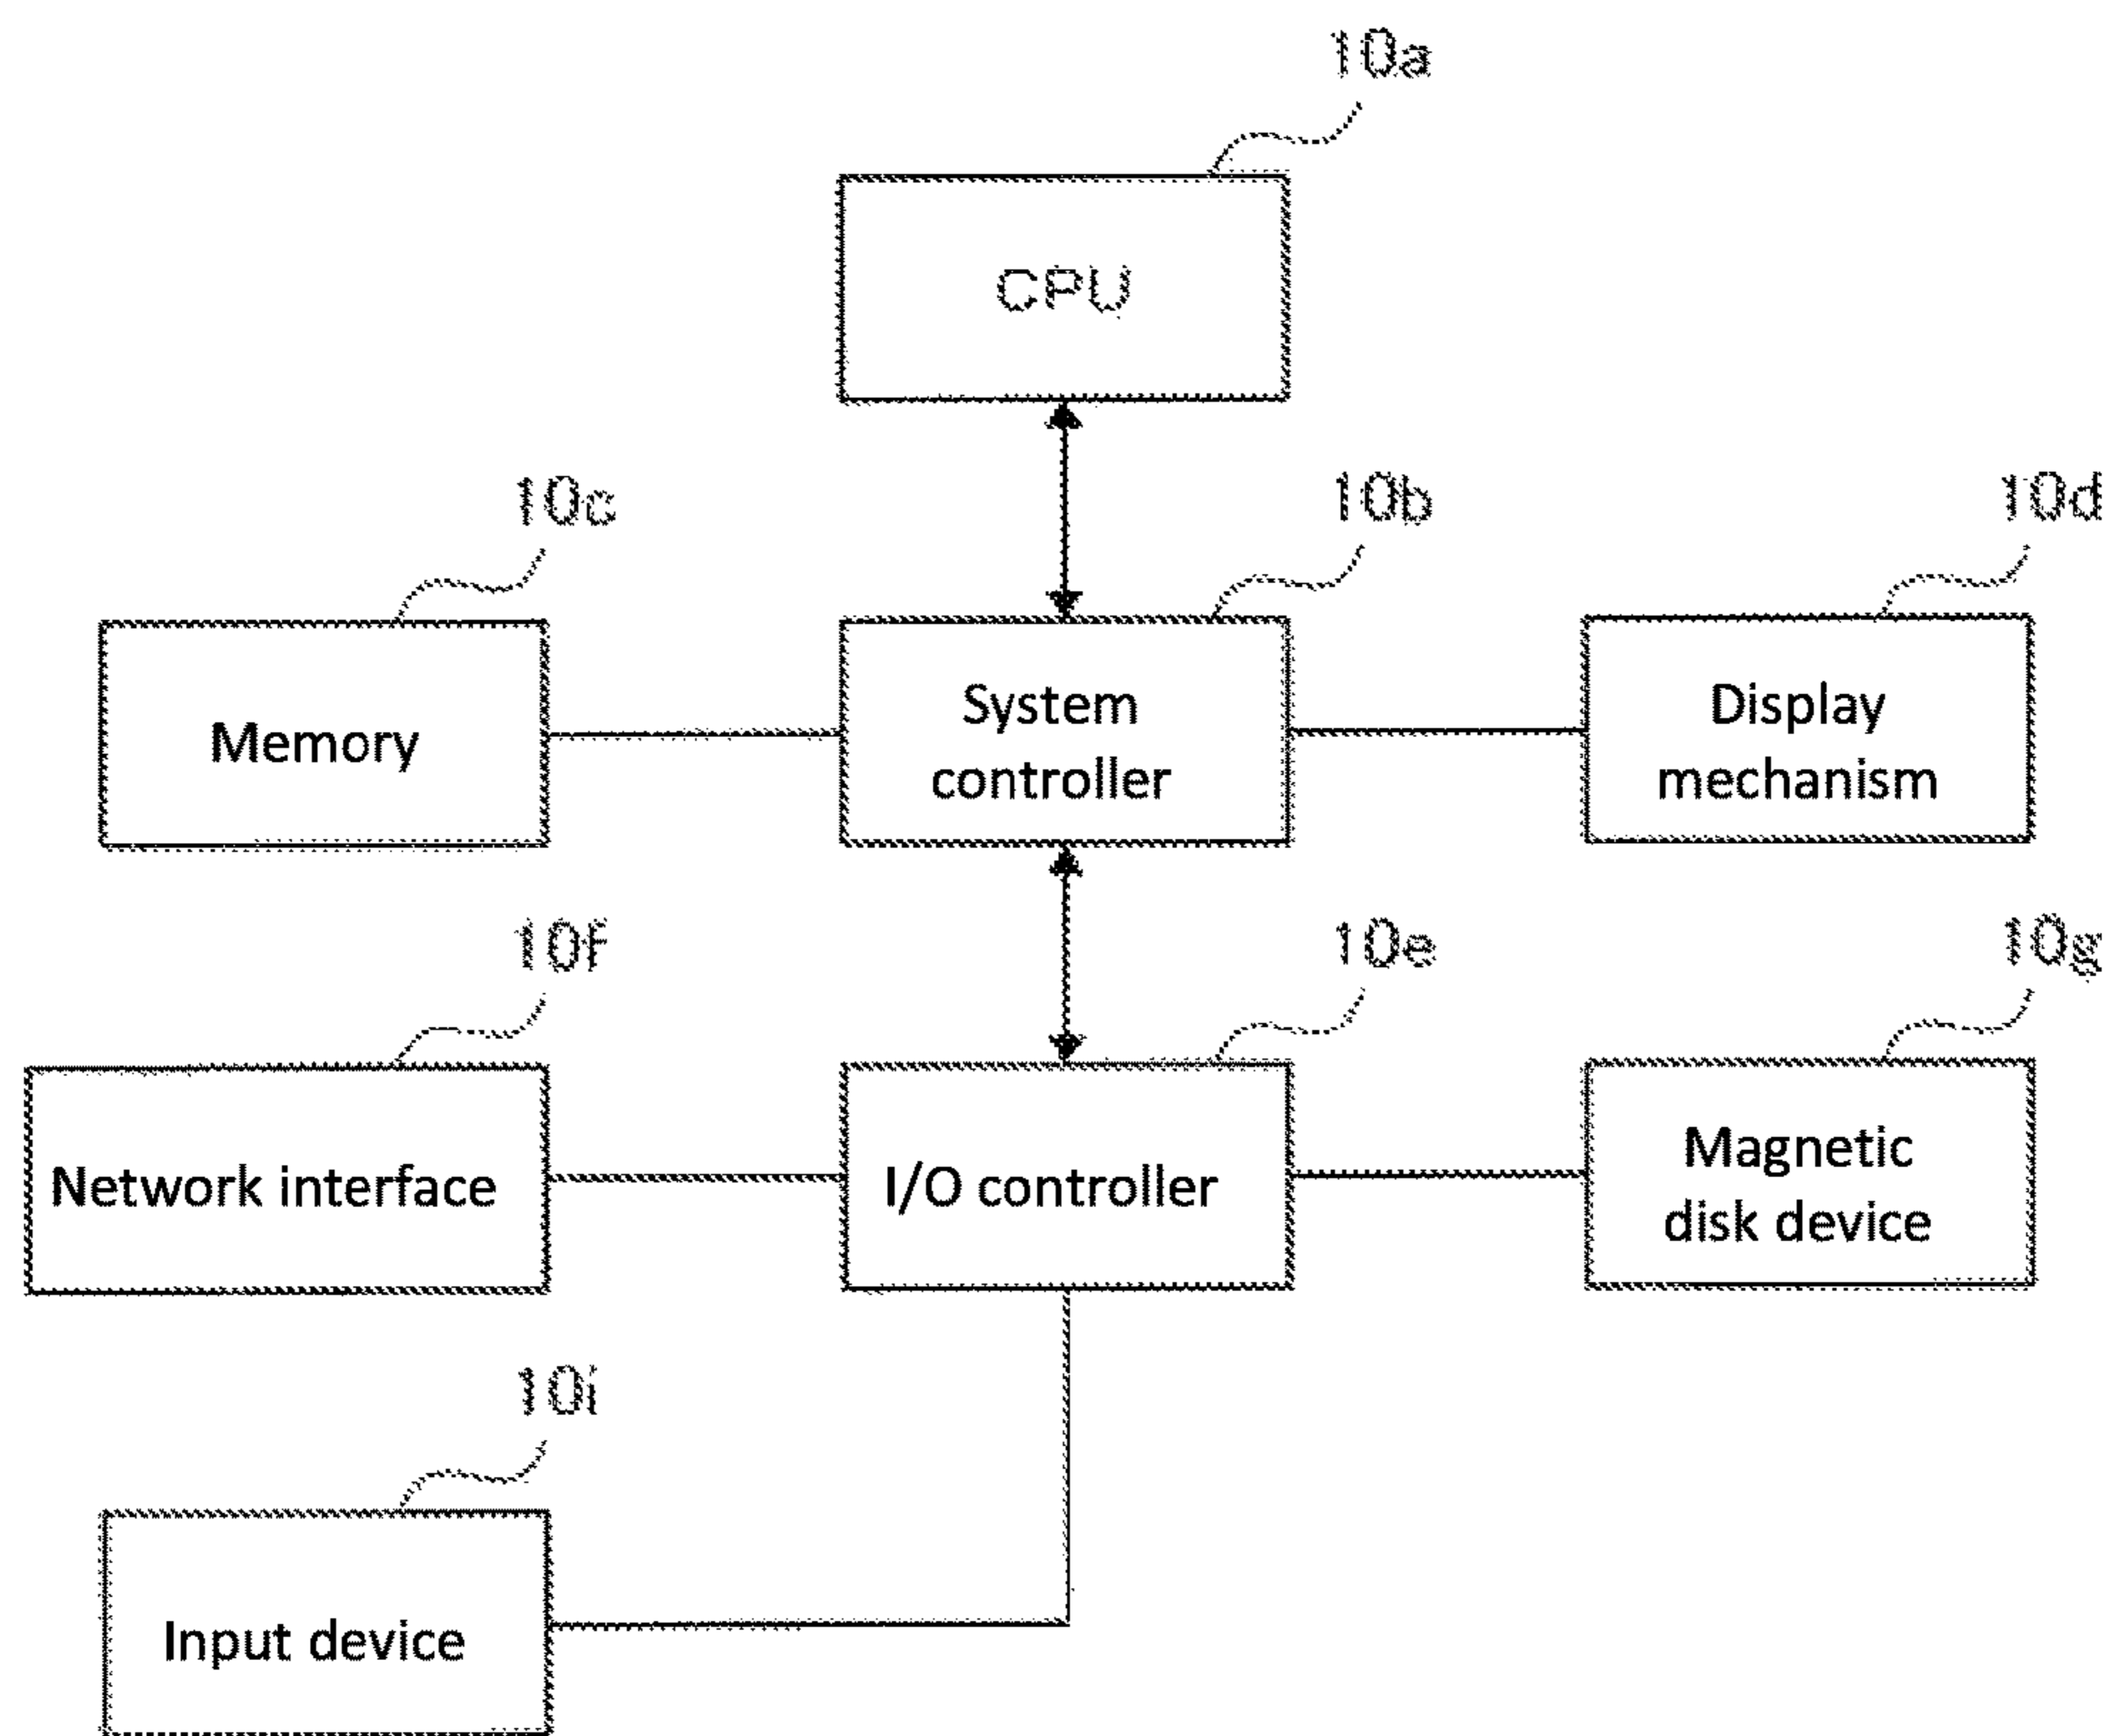 10a
CPU
10c
10b
10d
Memory
System
controller
Display
mechanism
10f
10e
10g
Network interface
I/O controller
Magnetic
disk device
10i
Input device